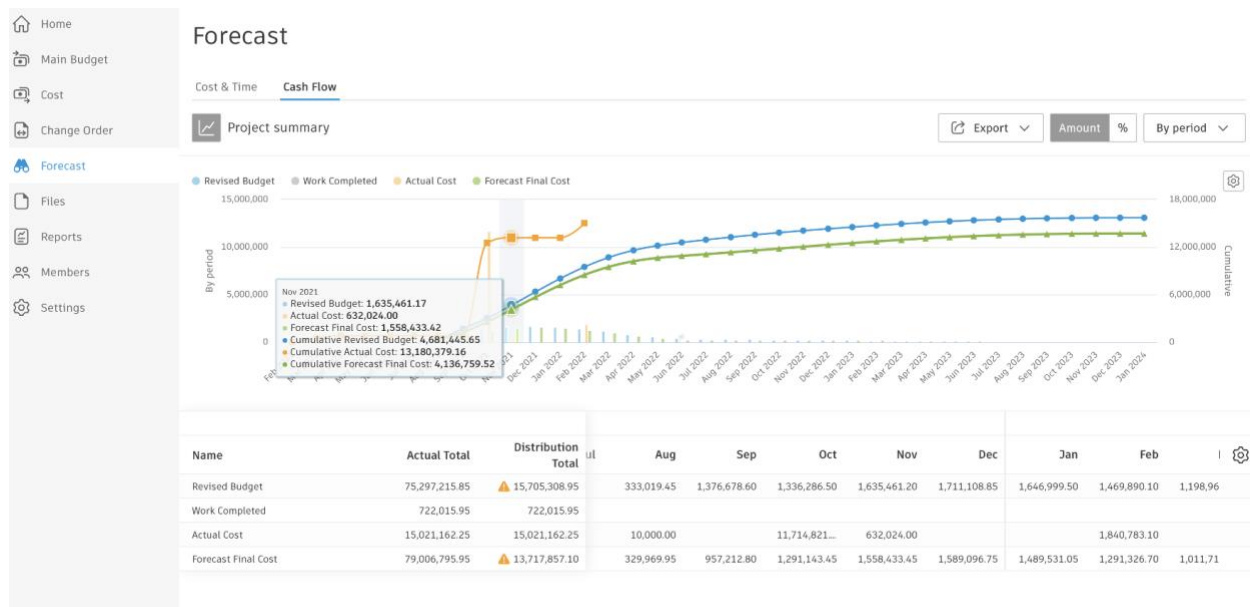 Home
Main Budget
Cost
Change Order
Forecast
Files
Reports
Members
Settings
Forecast
Cost & Time Cash Flow
Project summary
Export Amount % By period
Revised Budget Work Completed Actual Cost Forecast Final Cost
15,000,000
10,000,000
5,000,000
0
By period
18,000,000
12,000,000
6,000,000
0
Cumulative
Nov 2021
Revised Budget: 1,635,461.17
Actual Cost: 632,024.00
Forecast Final Cost: 1,558,433.42
Cumulative Revised Budget: 4,681,445.65
Cumulative Actual Cost: 13,180,379.16
Cumulative Forecast Final Cost: 4,136,759.52
2021 Dec 2021 Jan 2022 Feb 2022 Mar 2022 Apr 2022 May 2022 Jun 2022 Jul 2022 Aug 2022 Sep 2022 Oct 2022 Nov 2022 Dec 2022 Jan 2023 Feb 2023 Mar 2023 Apr 2023 May 2023 Jun 2023 Jul 2023 Aug 2023 Sep 2023 Oct 2023 Nov 2023 Dec 2023 Jan 2024
Name Actual Total Distribution Total ul Aug Sep Oct Nov Dec Jan Feb
Revised Budget 75,297,215.85 15,705,308.95 333,019.45 1,376,678.60 1,336,286.50 1,635,461.20 1,711,108.85 1,646,999.50 1,469,890.10 1,198,96
Work Completed 722,015.95 722,015.95
Actual Cost 15,021,162.25 15,021,162.25 10,000.00 11,714,821... 632,024.00 1,840,783.10
Forecast Final Cost 79,006,795.95 13,717,857.10 329,969.95 957,212.80 1,291,143.45 1,558,433.45 1,589,096.75 1,489,531.05 1,291,326.70 1,011,71